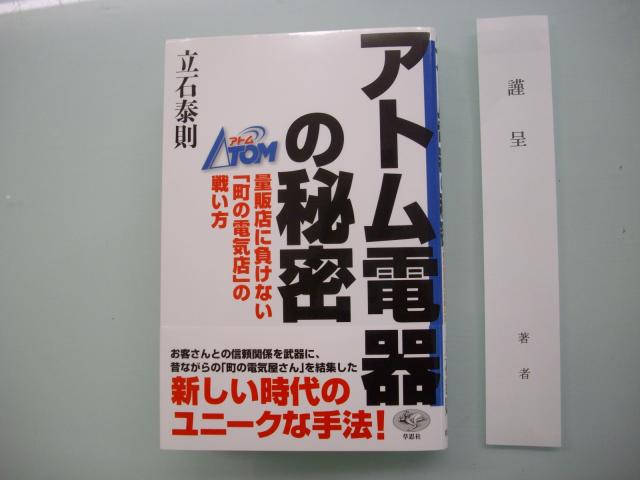 アトム電器
の秘密
量販店に負けない
「町の電気店」の
戦い方
アトム
ATOM
立石泰則
お客さんとの信頼関係を武器に、
昔ながらの「町の電気屋さん」を結集した
新しい時代の
ユニークな手法!
草思社
謹呈
著者